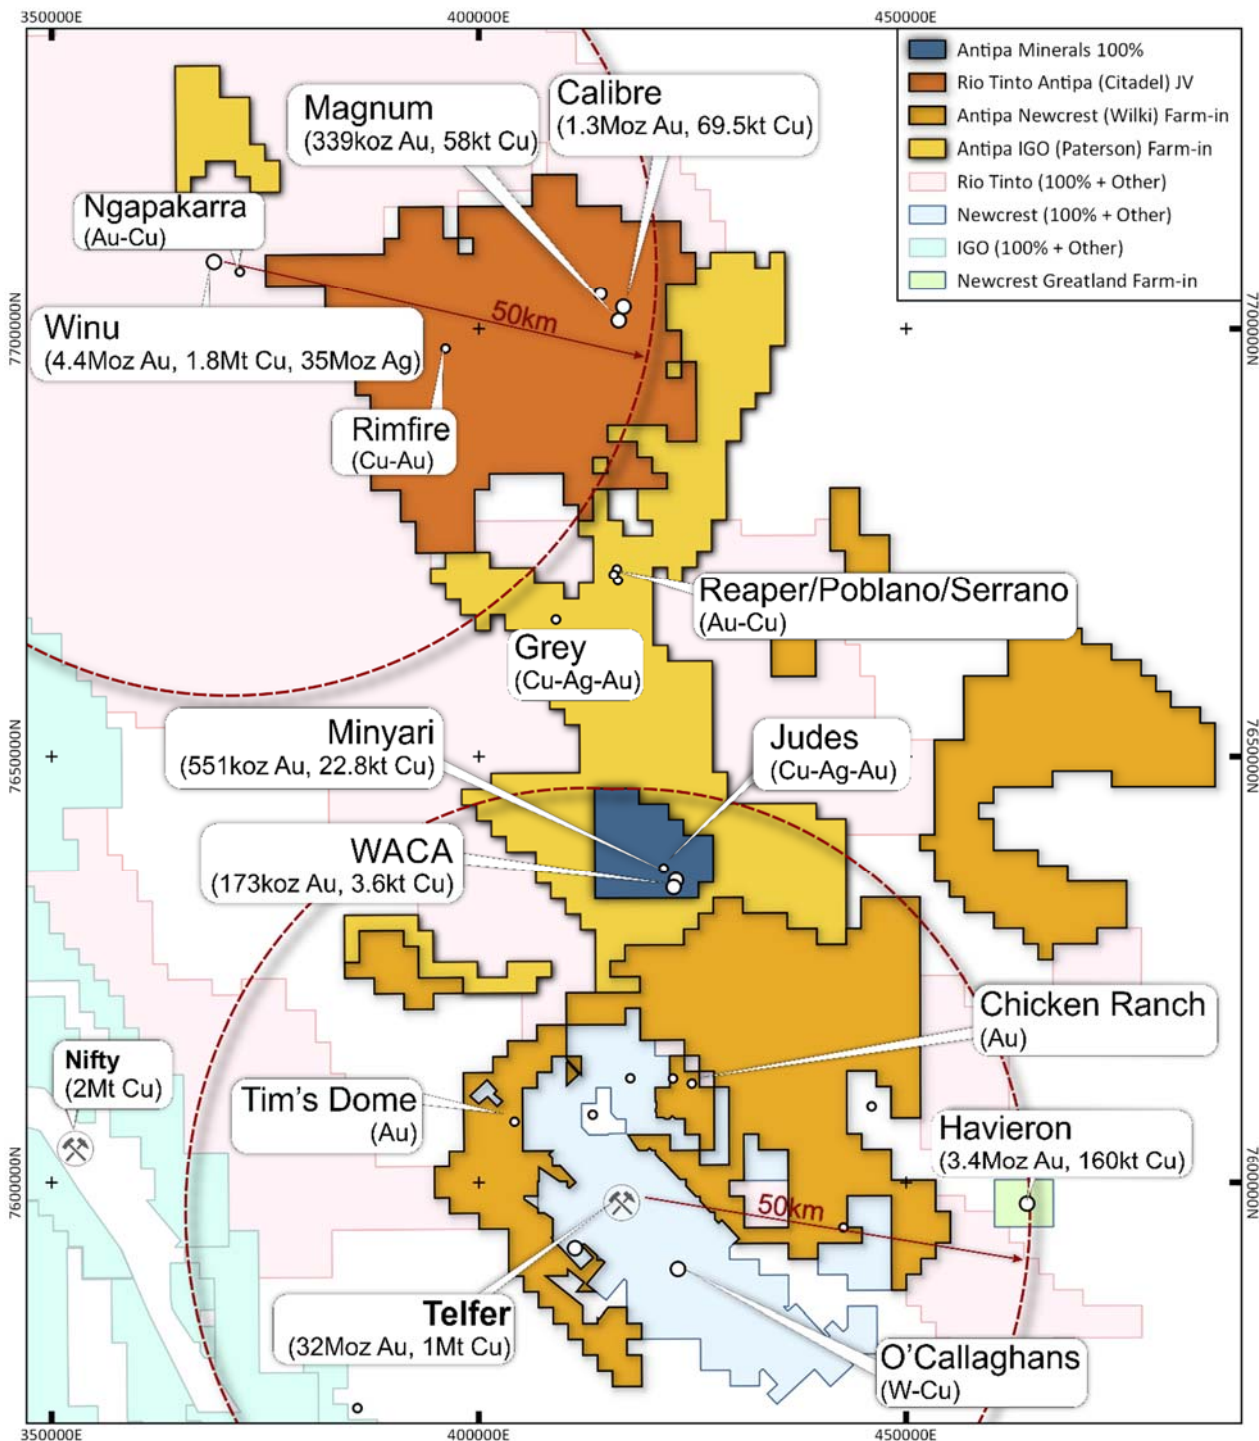 350000E
400000E
450000E
Antipa Minerals 100%
Rio Tinto Antipa (Citadel) JV
Antipa Newcrest (Wilki) Farm-in
Antipa IGO (Paterson) Farm-in
Rio Tinto (100% + Other)
Newcrest (100% + Other)
IGO (100% + Other)
Newcrest Greatland Farm-in
Magnum
(339koz Au, 58kt Cu)
Calibre
(1.3Moz Au, 69.5kt Cu)
Ngapakarra
(Au-Cu)
Winu
(4.4Moz Au, 1.8Mt Cu, 35Moz Ag)
50km
7700000N
7700000N
Rimfire
(Cu-Au)
Reaper/Poblano/Serrano
(Au-Cu)
Grey
(Cu-Ag-Au)
Minyari
(551koz Au, 22.8kt Cu)
Judes
(Cu-Ag-Au)
7650000N
7650000N
WACA
(173koz Au, 3.6kt Cu)
Chicken Ranch
(Au)
Nifty
(2Mt Cu)
Tim's Dome
(Au)
Havieron
(3.4Moz Au, 160kt Cu)
7600000N
7600000N
50km
Telfer
(32Moz Au, 1Mt Cu)
O'Callaghans
(W-Cu)
350000E
400000E
450000E